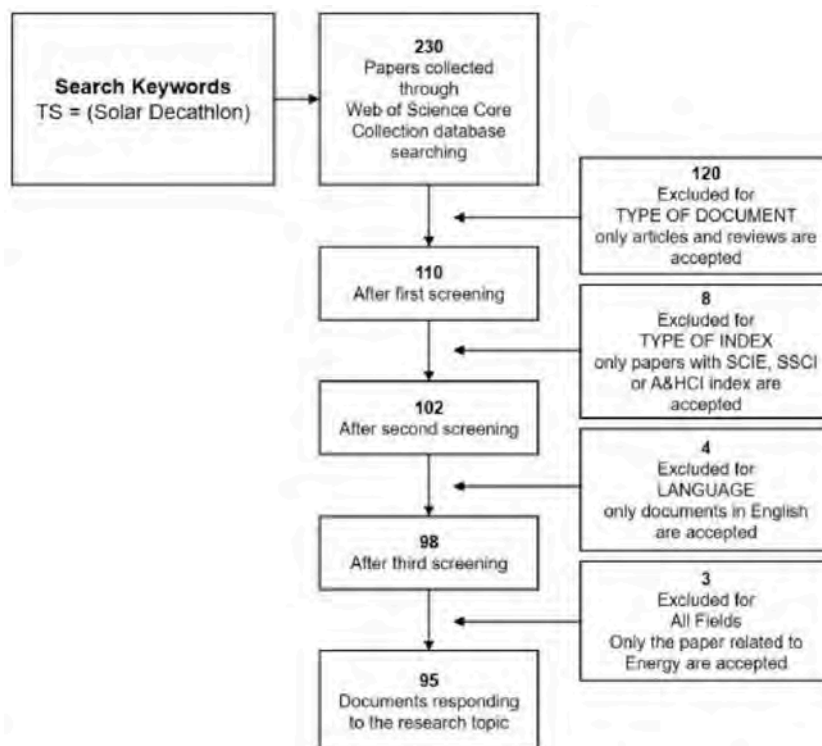 Search Keywords
TS = (Solar Decathlon)
230
Papers collected
through
Web of Science Core
Collection database
searching
120
Excluded for
TYPE OF DOCUMENT
only articles and reviews are
accepted
110
After first screening
8
Excluded for
TYPE OF INDEX
only papers with SCIE, SSCI
or A&HCI index are
accepted
102
After second screening
4
Excluded for
LANGUAGE
only documents in English
are accepted
98
After third screening
3
Excluded for
All Fields
Only the paper related to
Energy are accepted
95
Documents responding
to the research topic